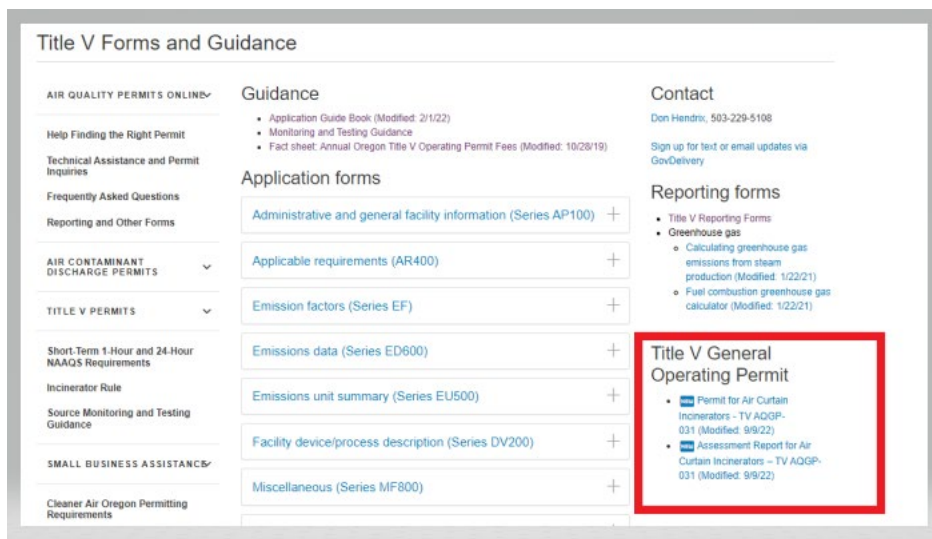 Title V Forms and Guidance
AIR QUALITY PERMITS ONLINE
Help Finding the Right Permit
Technical Assistance and Permit
Inquiries
Frequently Asked Questions
Reporting and Other Forms
AIR CONTAMINANT
DISCHARGE PERMITS
TITLE V PERMITS
Short-Term 1-Hour and 24-Hour
NAAQS Requirements
Incinerator Rule
Source Monitoring and Testing
Guidance
SMALL BUSINESS ASSISTANCE
Cleaner Air Oregon Permitting
Requirements
Guidance
• Application Guide Book (Modified: 2/1/22)
• Monitoring and Testing Guidance
• Fact sheet: Annual Oregon Title V Operating Permit Fees (Modified: 10/28/19)
Application forms
Administrative and general facility information (Series AP100)
Applicable requirements (AR400)
Emission factors (Series EF)
Emissions data (Series ED600)
Emissions unit summary (Series EU500)
Facility device/process description (Series DV200)
Miscellaneous (Series MF800)
Contact
Don Hendrix, 503-229-5108
Sign up for text or email updates via
GovDelivery
Reporting forms
• Title V Reporting Forms
• Greenhouse gas
o Calculating greenhouse gas
emissions from steam
production (Modified: 1/22/21)
o Fuel combustion greenhouse gas
calculator (Modified: 1/22/21)
Title V General
Operating Permit
• NEW Permit for Air Curtain
Incinerators - TV AQGP-
031 (Modified: 9/9/22)
• NEW Assessment Report for Air
Curtain Incinerators – TV AQGP-
031 (Modified: 9/9/22)